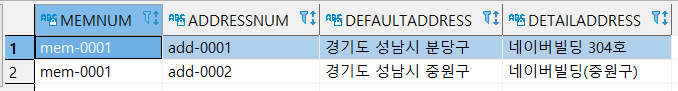 MEMNUM ADDRESSNUM DEFAULTADDRESS DETAILADDRESS
1 mem-0001 add-0001 경기도 성남시 분당구 네이버빌딩 304호
2 mem-0001 add-0002 경기도 성남시 중원구 네이버빌딩(중원구)